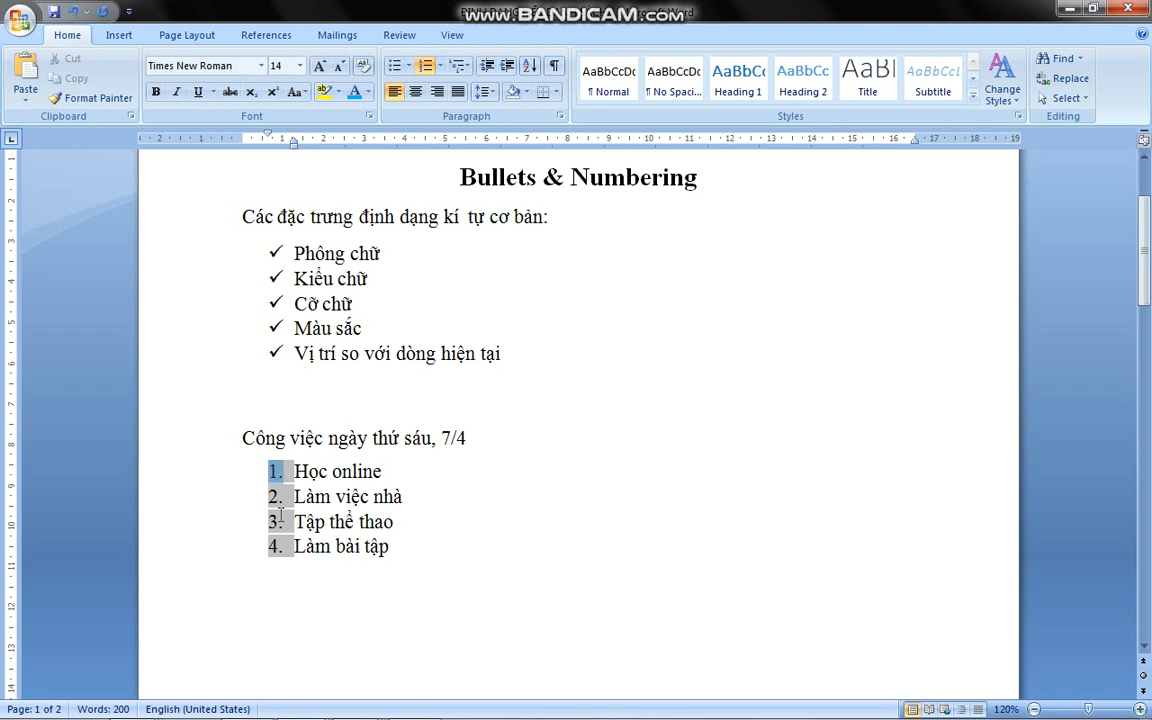 www.BANDICAM.com
Home Insert Page Layout References Mailings Review View
Paste
Cut
Copy
Format Painter
Clipboard
Times New Roman 14
Font
Paragraph
AaBbCcDc AaBbCcDc AaBbCc AaBbCc AaBl AaBbCc
¶ Normal ¶ No Spaci... Heading 1 Heading 2 Title Subtitle
Change Styles
Styles
Find
Replace
Select
Editing
Bullets & Numbering
Các đặc trưng định dạng kí tự cơ bản:
Phông chữ
Kiểu chữ
Cỡ chữ
Màu sắc
Vị trí so với dòng hiện tại
Công việc ngày thứ sáu, 7/4
1. Học online
2. Làm việc nhà
3. Tập thể thao
4. Làm bài tập
Page: 1 of 2 Words: 200 English (United States) 120%